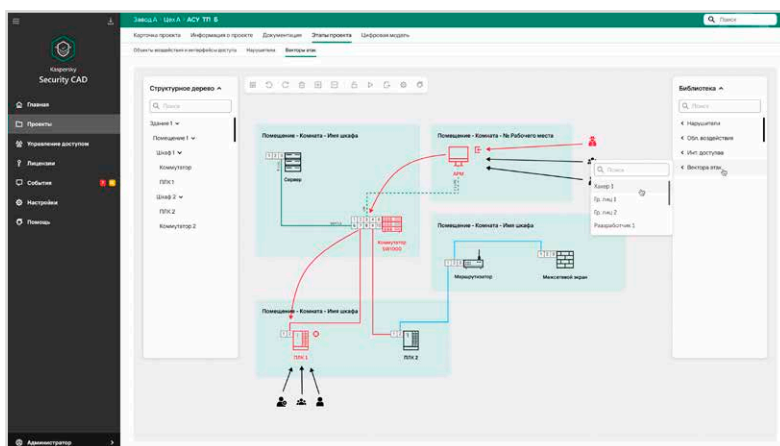 Kaspersky
Security CAD
Главная
Проекты
Управление доступом
Лицензии
События
Настройки
Помощь
Администратор
Завод А · Цех А · АСУ ТП Б
Поиск
Карточка проекта Информация о проекте Документация Этапы проекта Цифровая модель
Объекты воздействия и интерфейсы доступа Нарушители Векторы атак
Структурное дерево
Поиск
Здание 1
Помещение 1
Шкаф 1
Коммутатор
ПЛК 1
Шкаф 2
ПЛК 2
Коммутатор 2
Помещение - Комната - Имя шкафа
Сервер
Коммутатор
Помещение - Комната - № Рабочего места
АРМ
Помещение - Комната - Имя шкафа
Маршрутизатор
Межсетевой экран
Помещение - Комната - Имя шкафа
ПЛК 1
ПЛК 2
Библиотека
Поиск
Нарушители
Обл. воздействия
Инт. доступва
Вектора атак
Поиск
Хакер 1
Гр. лиц 1
Гр. лиц 2
Разработчик 1